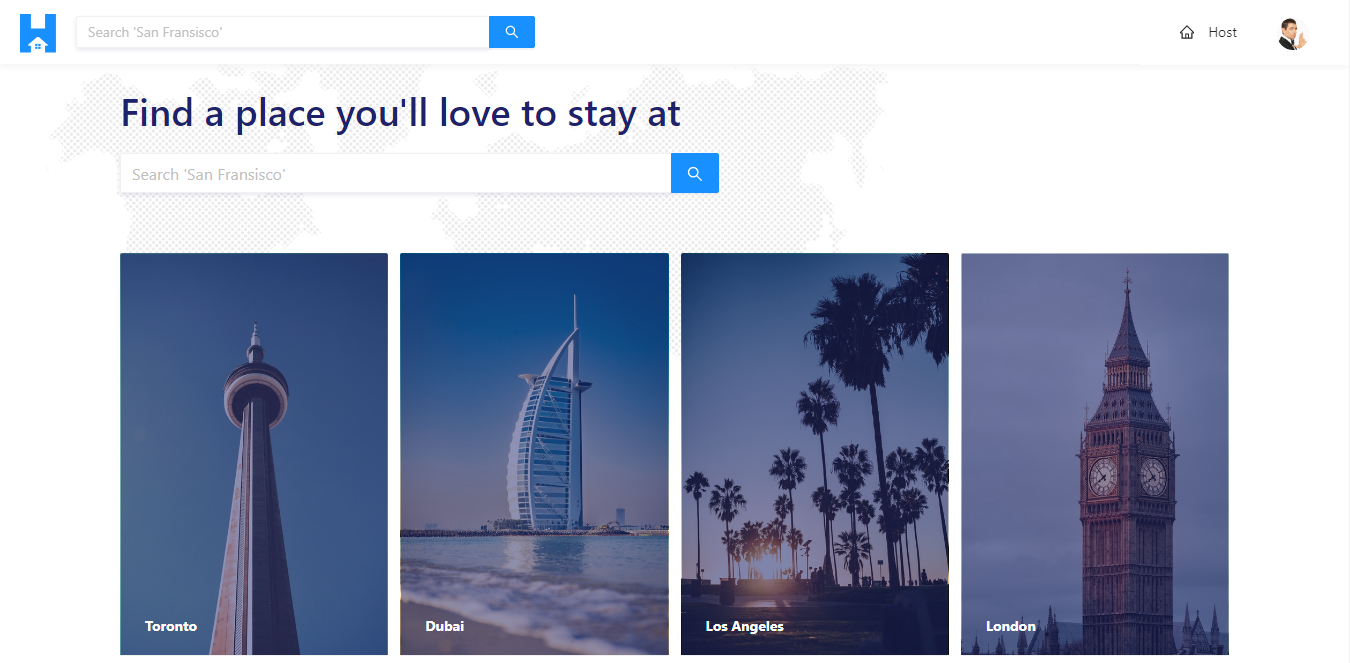 Search 'San Fransisco'
Host
Find a place you'll love to stay at
Search 'San Fransisco'
Toronto
Dubai
Los Angeles
London